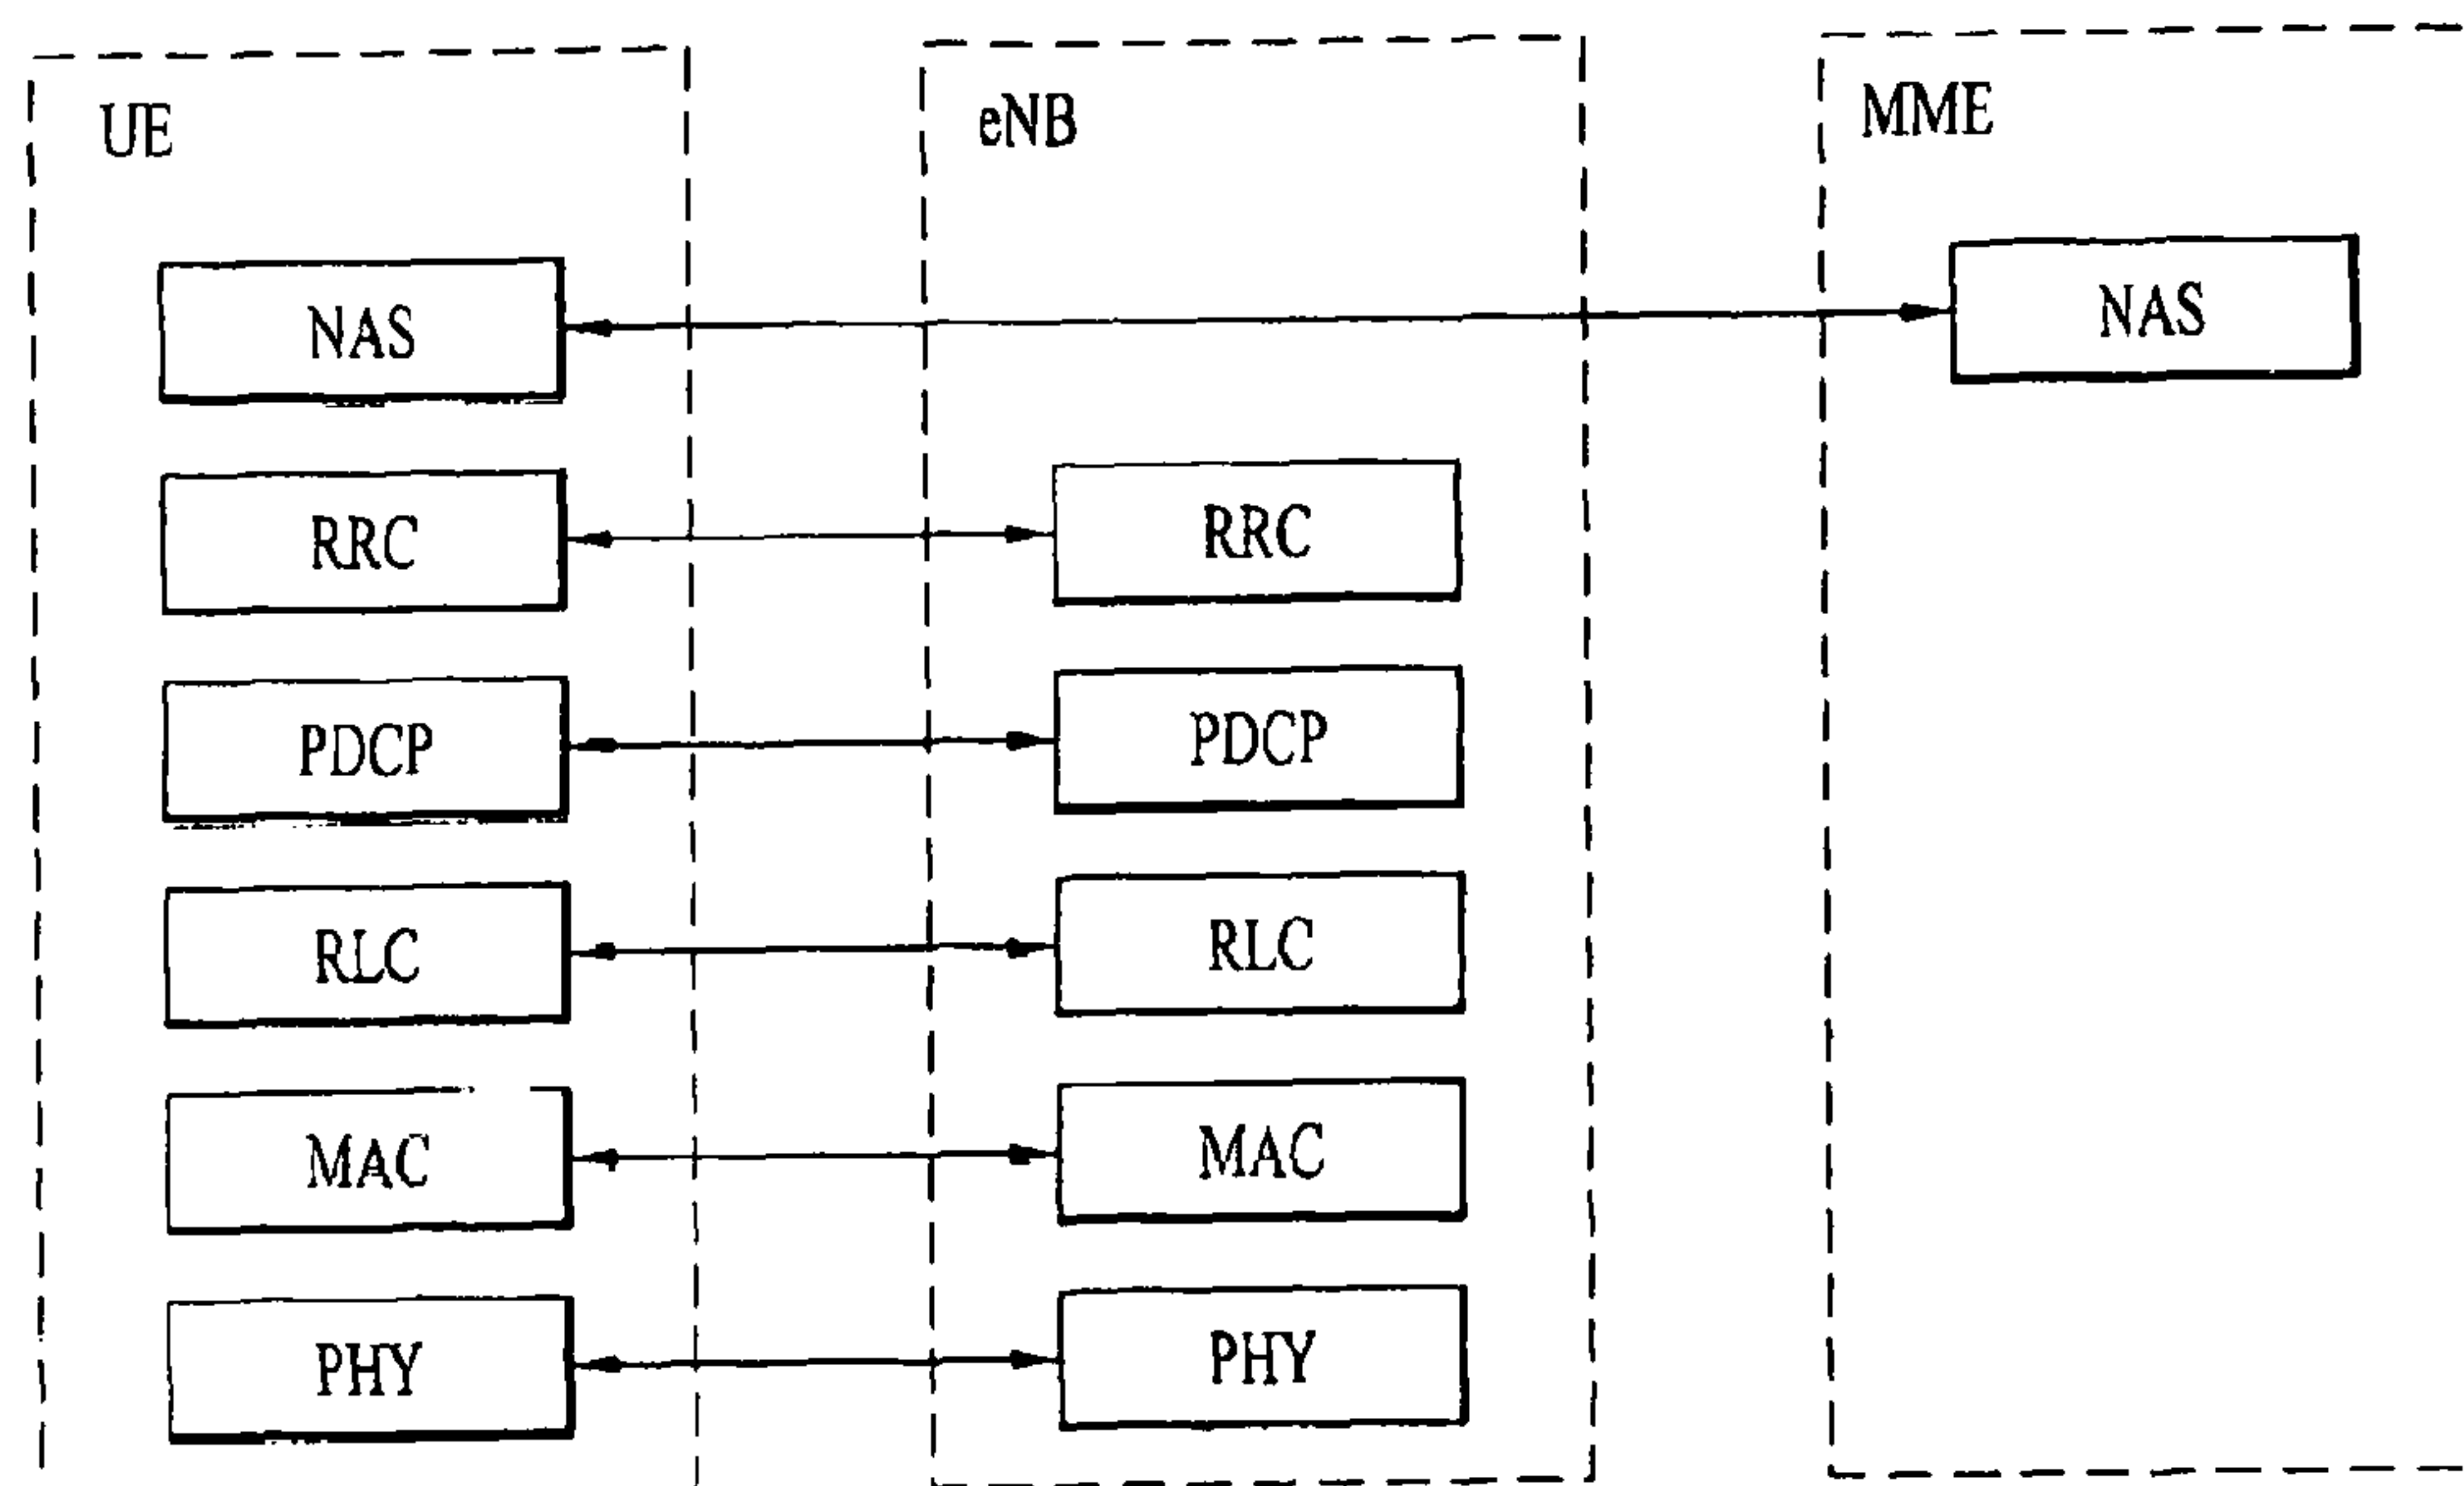 UE
eNB
MME
NAS
NAS
RRC
RRC
PDCP
PDCP
RLC
RLC
MAC
MAC
PHY
PHY